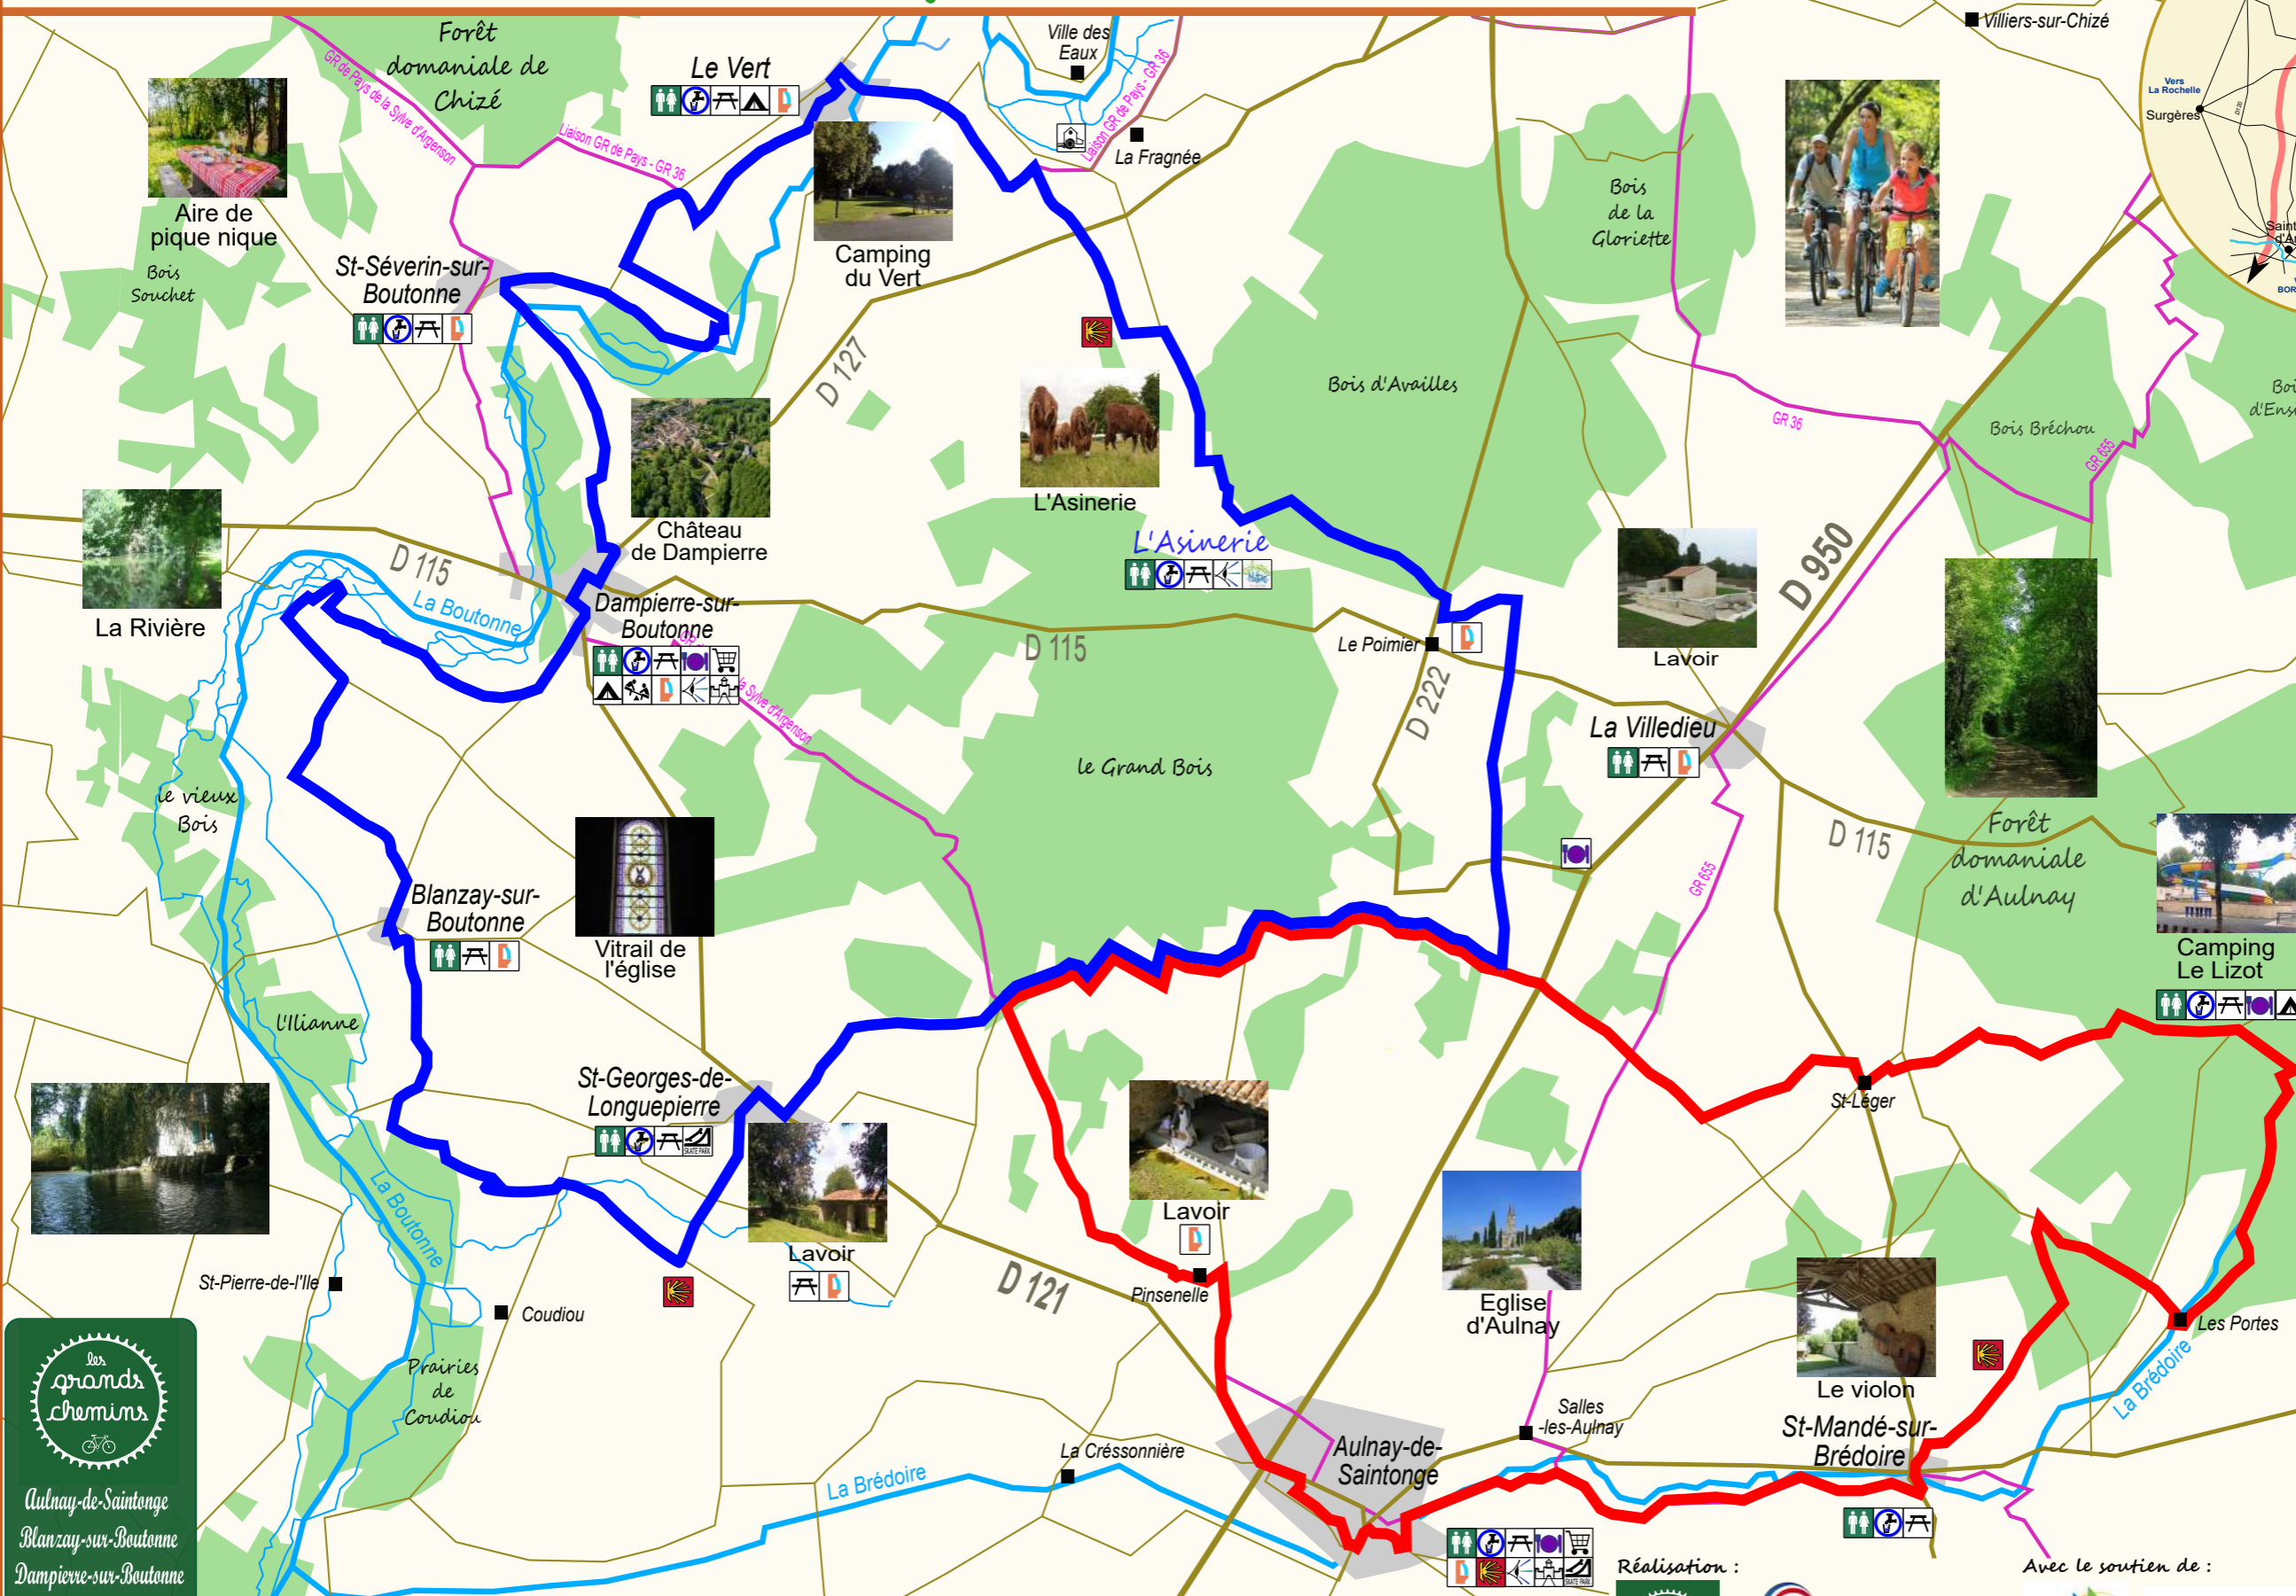 Forêt
domaniale de
Chizé
GR de Pays de la Sylve d'Argenson
Liaison GR de Pays - GR 36
Le Vert
Ville des
Eaux
Liaison GR de Pays - GR 36
La Fragnée
Villiers-sur-Chizé
Vers
La Rochelle
Surgères
Aire de
pique nique
Bois
Souchet
St-Séverin-sur-
Boutonne
Camping
du Vert
D 127
Bois
de la
Gloriette
Bois d'Availles
GR 36
Bois Bréchou
GR 655
Château
de Dampierre
L'Asinerie
L'Asinerie
La Rivière
D 115
La Boutonne
Dampierre-sur-
Boutonne
la Sylve d'Argenson
D 115
Le Poimier
D 222
Lavoir
D 950
La Villedieu
le Grand Bois
le vieux
Bois
Blanzay-sur-
Boutonne
Vitrail de
l'église
GR 655
D 115
Forêt
domaniale
d'Aulnay
Camping
Le Lizot
l'Ilianne
St-Georges-de-
Longuepierre
SKATE PARK
St-Léger
Lavoir
Lavoir
Pinsenelle
D 121
La Boutonne
St-Pierre-de-l'Ile
Coudiou
Prairies
de
Coudiou
Eglise
d'Aulnay
Le violon
Les Portes
La Brédoire
St-Mandé-sur-
Brédoire
Salles
-les-Aulnay
Aulnay-de-
Saintonge
La Créssonnière
La Brédoire
SKATE PARK
les
grands
chemins
Aulnay-de-Saintonge
Blanzay-sur-Boutonne
Dampierre-sur-Boutonne
Réalisation :
Avec le soutien de :